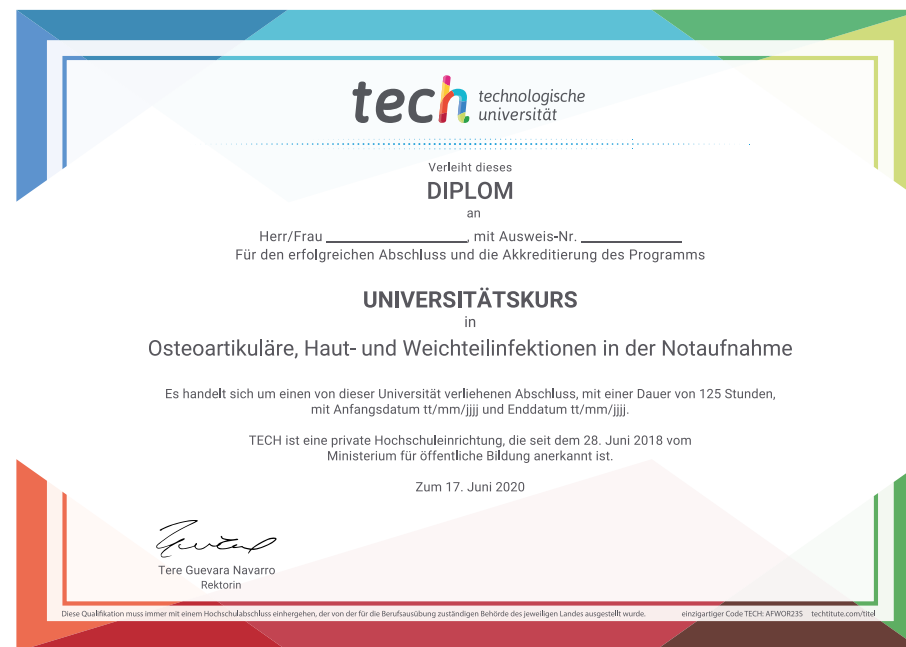 tech technologische
universität
Verleiht dieses
DIPLOM
an
Herr/Frau ________________, mit Ausweis-Nr. ____________
Für den erfolgreichen Abschluss und die Akkreditierung des Programms
UNIVERSITÄTSKURS
in
Osteoartikuläre, Haut- und Weichteilinfektionen in der Notaufnahme
Es handelt sich um einen von dieser Universität verliehenen Abschluss, mit einer Dauer von 125 Stunden,
mit Anfangsdatum tt/mm/jjjj und Enddatum tt/mm/jjjj.
TECH ist eine private Hochschuleinrichtung, die seit dem 28. Juni 2018 vom
Ministerium für öffentliche Bildung anerkannt ist.
Zum 17. Juni 2020
Tere Guevara Navarro
Rektorin
Diese Qualifikation muss immer mit einem Hochschulabschluss einhergehen, der von der für die Berufsausübung zuständigen Behörde des jeweiligen Landes ausgestellt wurde. einzigartiger Code TECH: AFWOR23S techtitute.com/titel